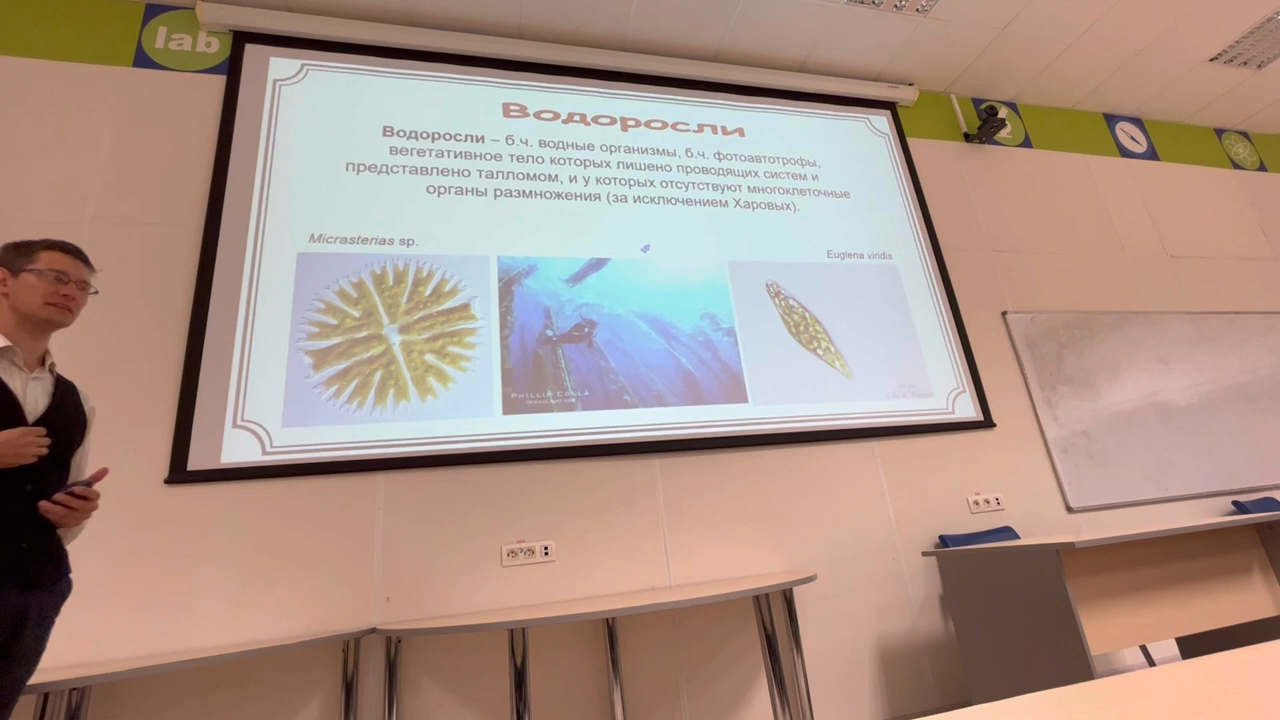 lab
Водоросли
Водоросли – б.ч. водные организмы, б.ч. фотоавтотрофы,
вегетативное тело которых лишено проводящих систем и
представлено талломом, и у которых отсутствуют многоклеточные
органы размножения (за исключением Харовых).
Micrasterias sp.
Euglena viridis
PHILLIP COLLA